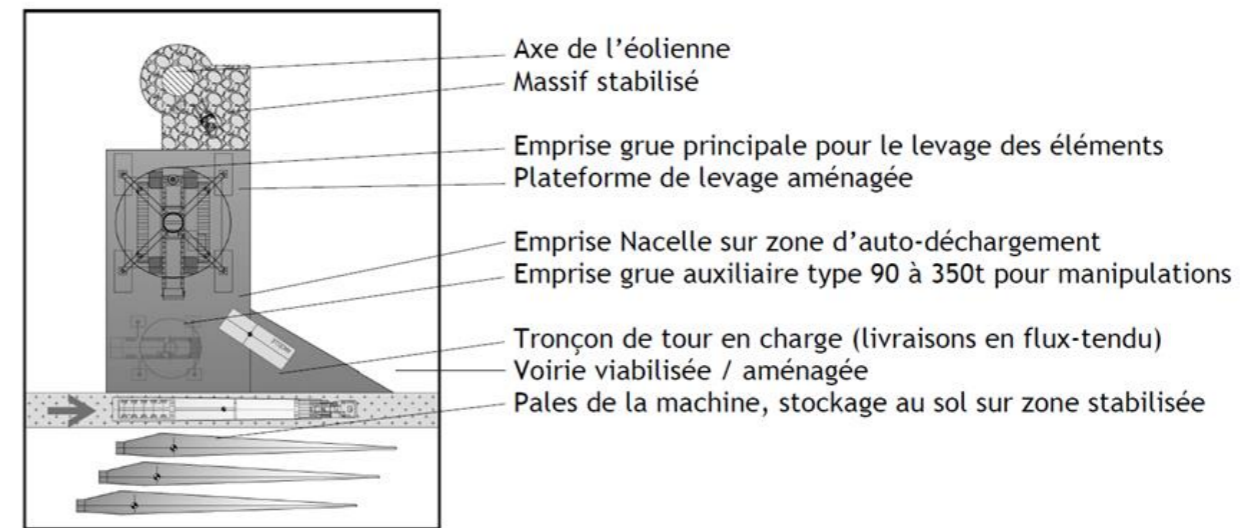 Axe de l’éolienne
Massif stabilisé
Emprise grue principale pour le levage des éléments
Plateforme de levage aménagée
Emprise Nacelle sur zone d’auto-déchargement
Emprise grue auxiliaire type 90 à 350t pour manipulations
Tronçon de tour en charge (livraisons en flux-tendu)
Voirie viabilisée / aménagée
Pales de la machine, stockage au sol sur zone stabilisée